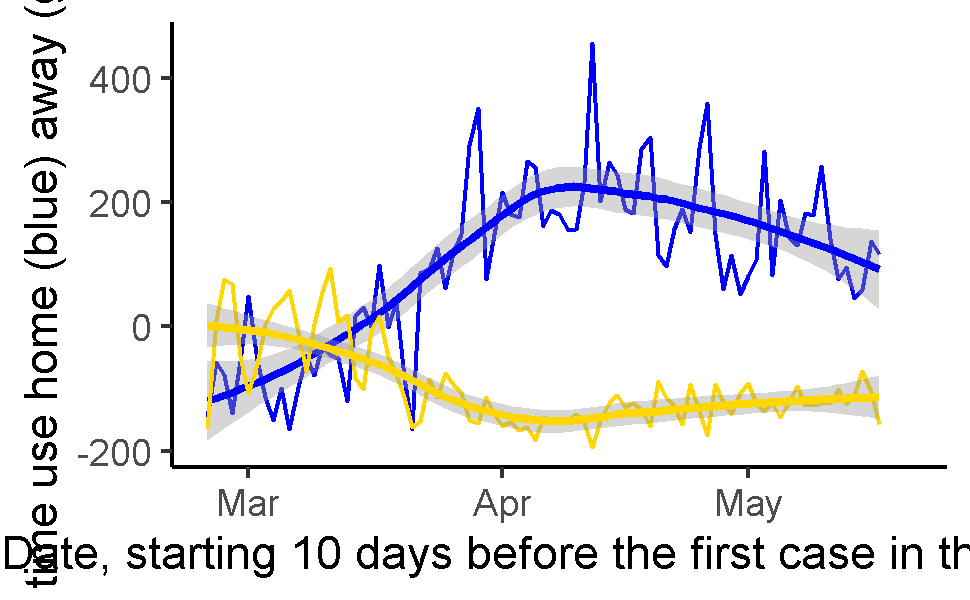 time use home (blue) away (
400
200
0
-200
Mar Apr May
Date, starting 10 days before the first case in th